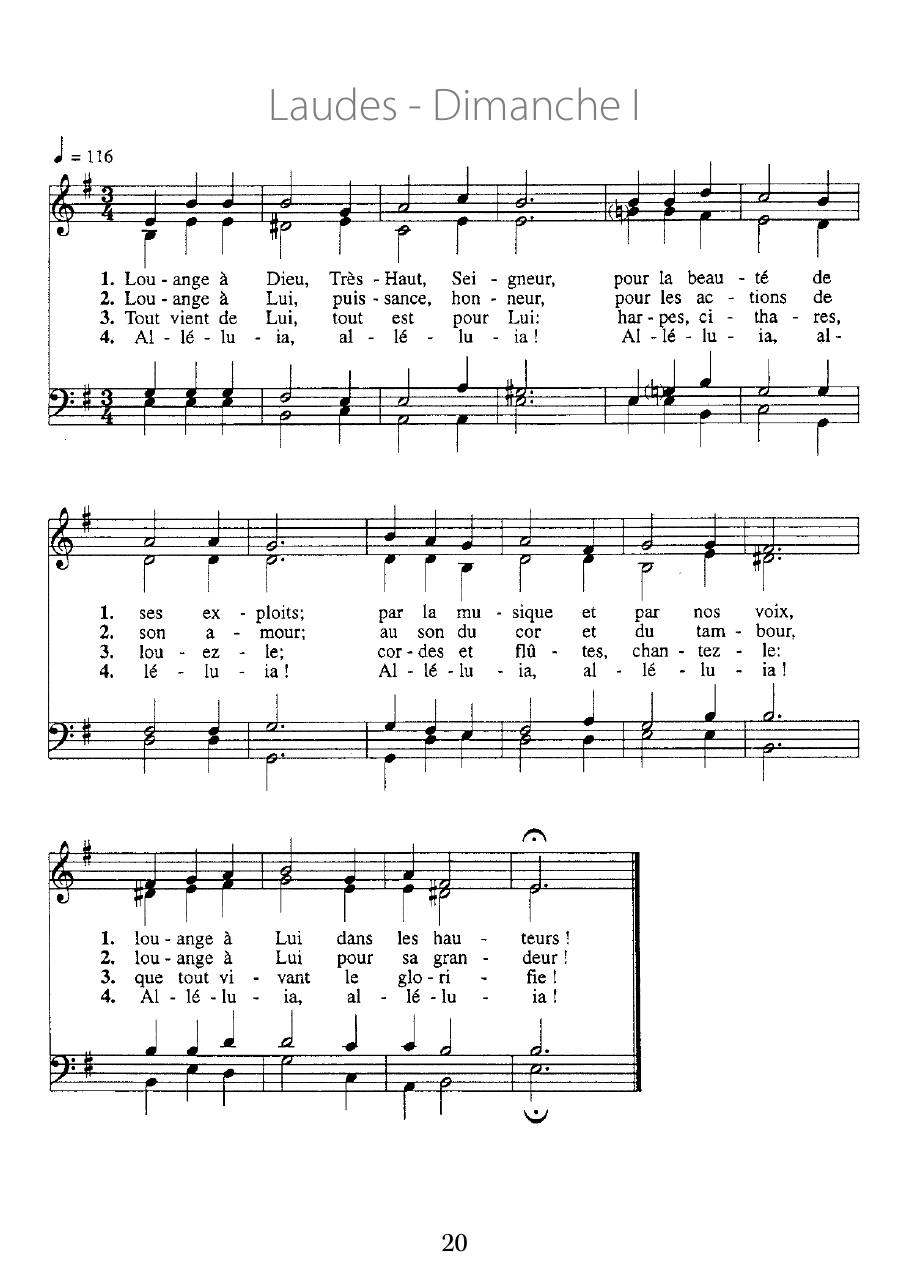 Laudes - Dimanche I
♩ = 116
1. Lou - ange à Dieu, Très - Haut, Sei - gneur, pour la beau - té de
2. Lou - ange à Lui, puis - sance, hon - neur, pour les ac - tions de
3. Tout vient de Lui, tout est pour Lui: har - pes, ci - tha - res,
4. Al - lé - lu - ia, al - lé - lu - ia ! Al - lé - lu - ia, al-
1. ses ex - ploits; par la mu - sique et par nos voix,
2. son a - mour; au son du cor et du tam - bour,
3. lou - ez - le; cor - des et flû - tes, chan - tez - le:
4. lé - lu - ia ! Al - lé - lu - ia, al - lé - lu - ia !
1. lou - ange à Lui dans les hau - teurs !
2. lou - ange à Lui pour sa gran - deur !
3. que tout vi - vant le glo - ri - fie !
4. Al - lé - lu - ia, al - lé - lu - ia !
20